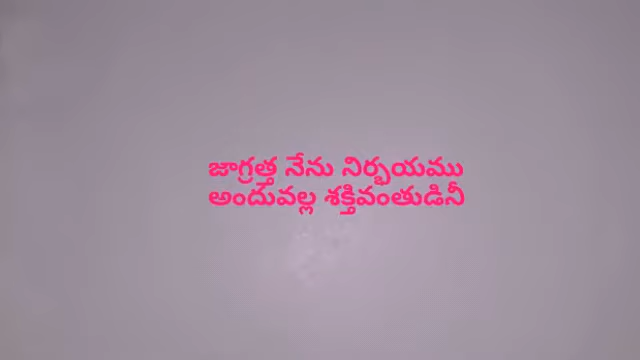 జాగ్రత్త నేను నిర్భయము
అందువల్ల శక్తివంతుడినీ